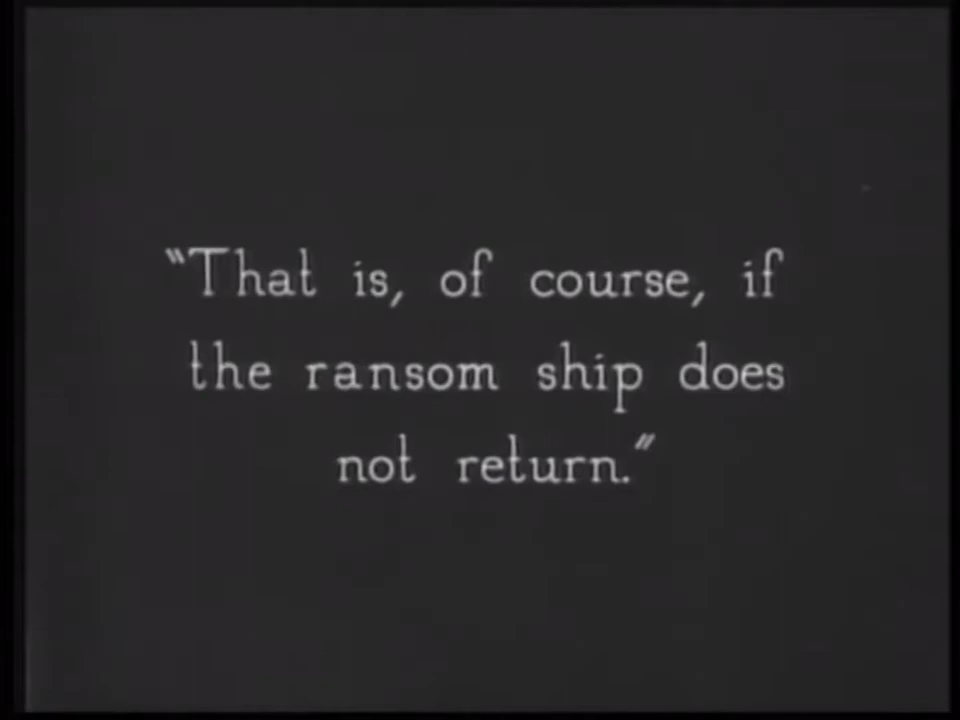 "That is, of course, if
the ransom ship does
not return."